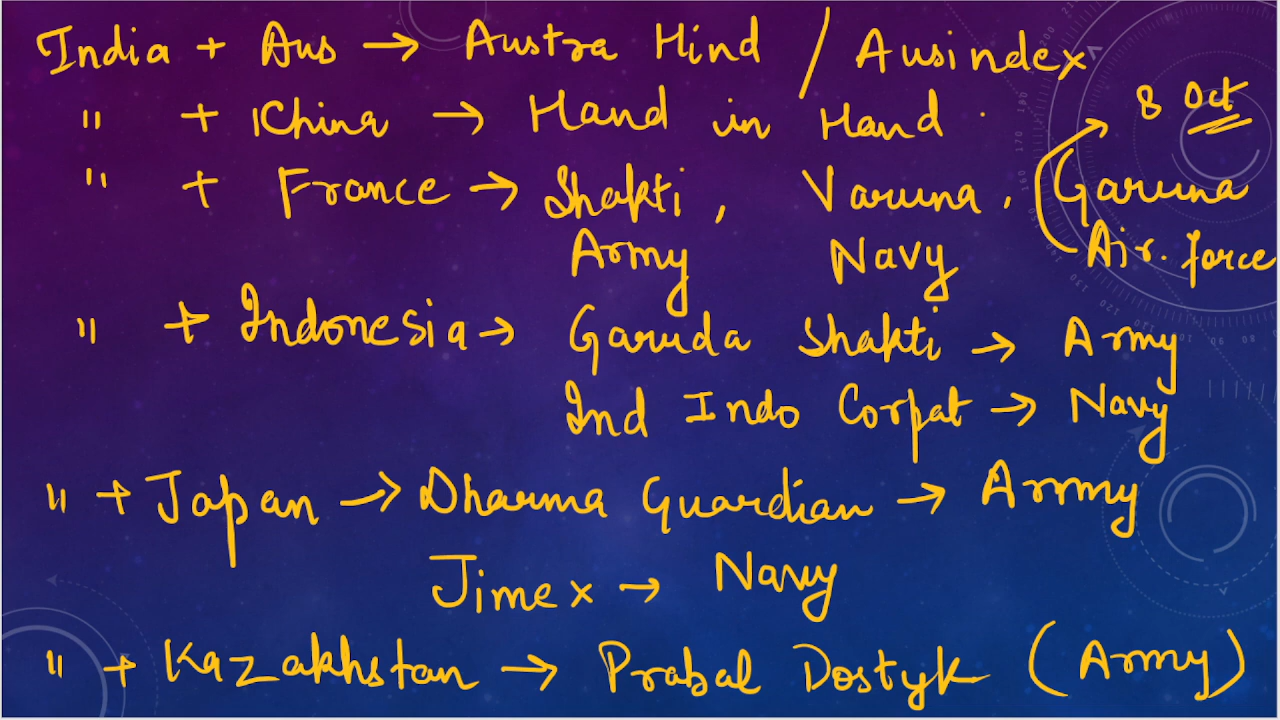 India + Aus → Austra Hind / Ausindex
" + China → Hand in Hand
8 Oct
" + France → Shakti, Varuna, (Garuna
Army Navy Air. force
" + Indonesia → Garuda Shakti → Army
Ind Indo Corpat → Navy
" + Japan → Dharma Guardian → Army
Jimex → Navy
" + Kazakhstan → Prabal Dostyk (Army)